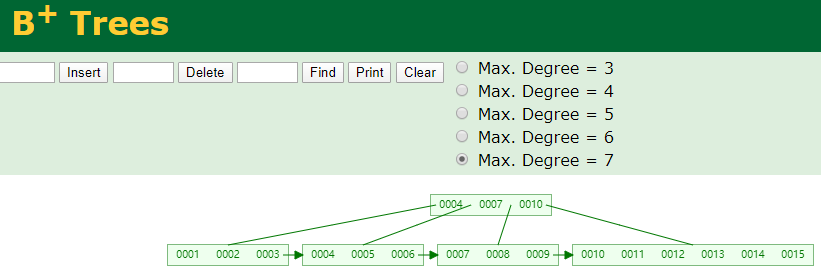 B+ Trees
Insert Delete Find Print Clear
Max. Degree = 3
Max. Degree = 4
Max. Degree = 5
Max. Degree = 6
Max. Degree = 7
0004 0007 0010
0001 0002 0003 0004 0005 0006 0007 0008 0009 0010 0011 0012 0013 0014 0015